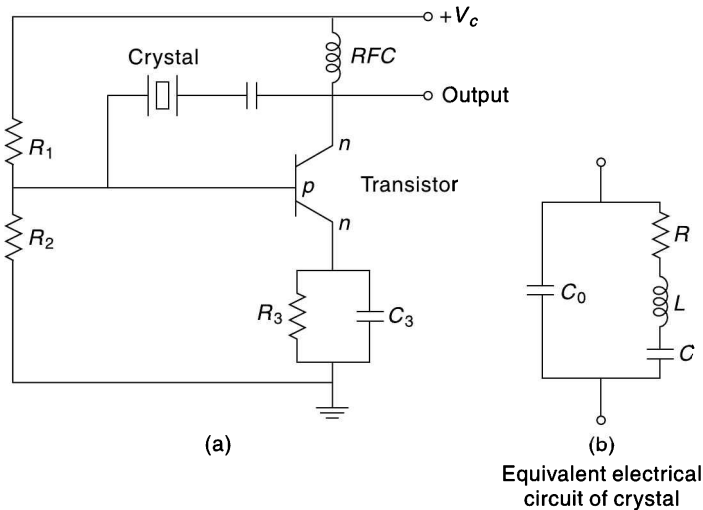 +V_c
Crystal
RFC
Output
R_1
n
p
Transistor
R_2
n
R_3
C_3
C_0
R
L
C
(a)
(b)
Equivalent electrical
circuit of crystal